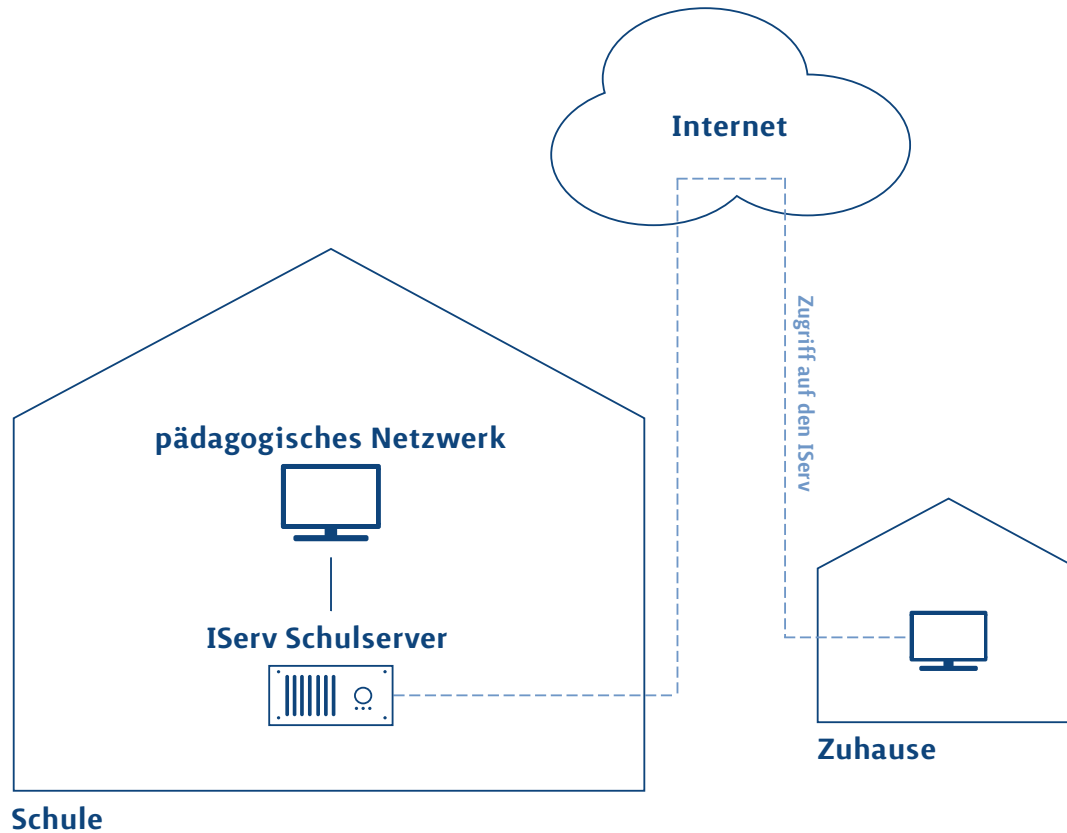 Internet
Zugriff auf den IServ
pädagogisches Netzwerk
IServ Schulserver
Zuhause
Schule